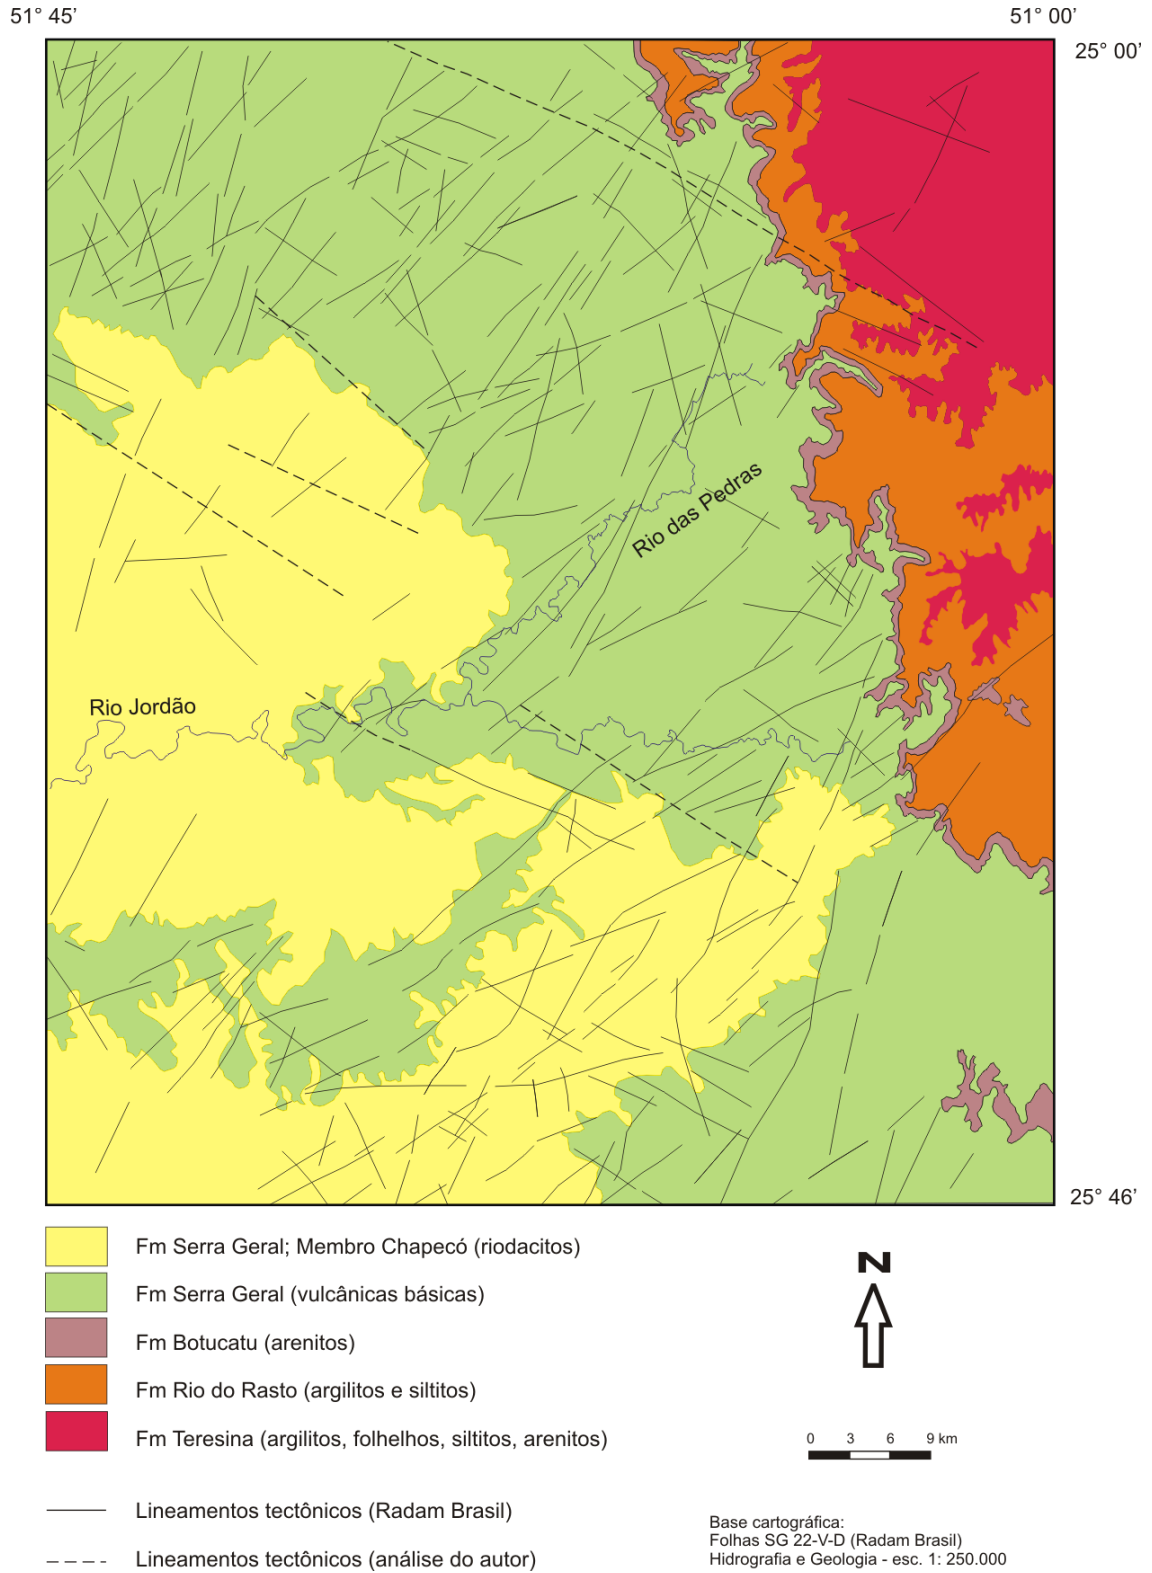 51° 45’
51° 00’
25° 00’
Rio das Pedras
Rio Jordão
25° 46’
Fm Serra Geral; Membro Chapecó (riodacitos)
Fm Serra Geral (vulcânicas básicas)
Fm Botucatu (arenitos)
Fm Rio do Rasto (argilitos e siltitos)
Fm Teresina (argilitos, folhelhos, siltitos, arenitos)
N
0 3 6 9 km
Lineamentos tectônicos (Radam Brasil)
Lineamentos tectônicos (análise do autor)
Base cartográfica:
Folhas SG 22-V-D (Radam Brasil)
Hidrografia e Geologia - esc. 1: 250.000